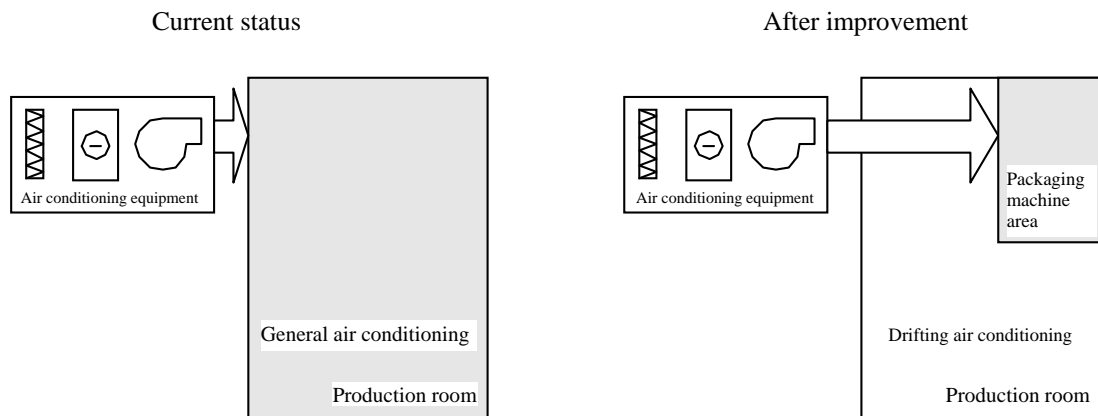 Current status
After improvement
Air conditioning equipment
General air conditioning
Production room
Air conditioning equipment
Packaging
machine
area
Drifting air conditioning
Production room